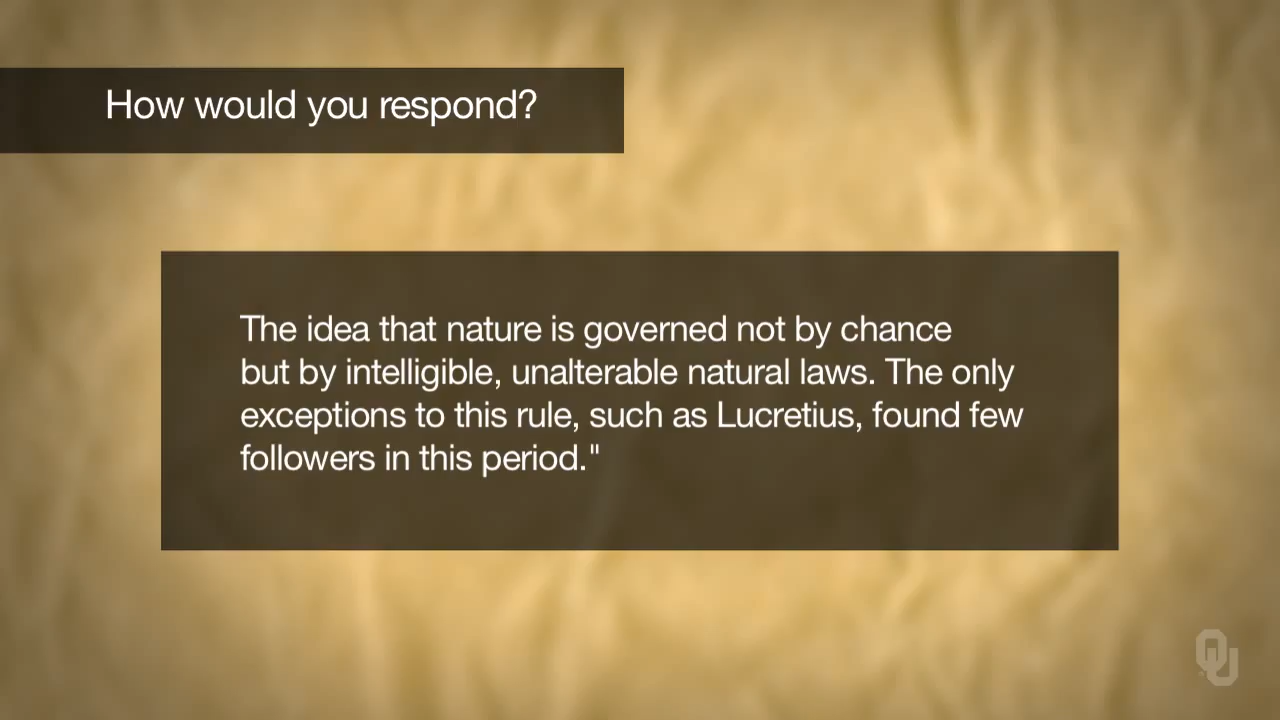 How would you respond?
The idea that nature is governed not by chance
but by intelligible, unalterable natural laws. The only
exceptions to this rule, such as Lucretius, found few
followers in this period."
OU